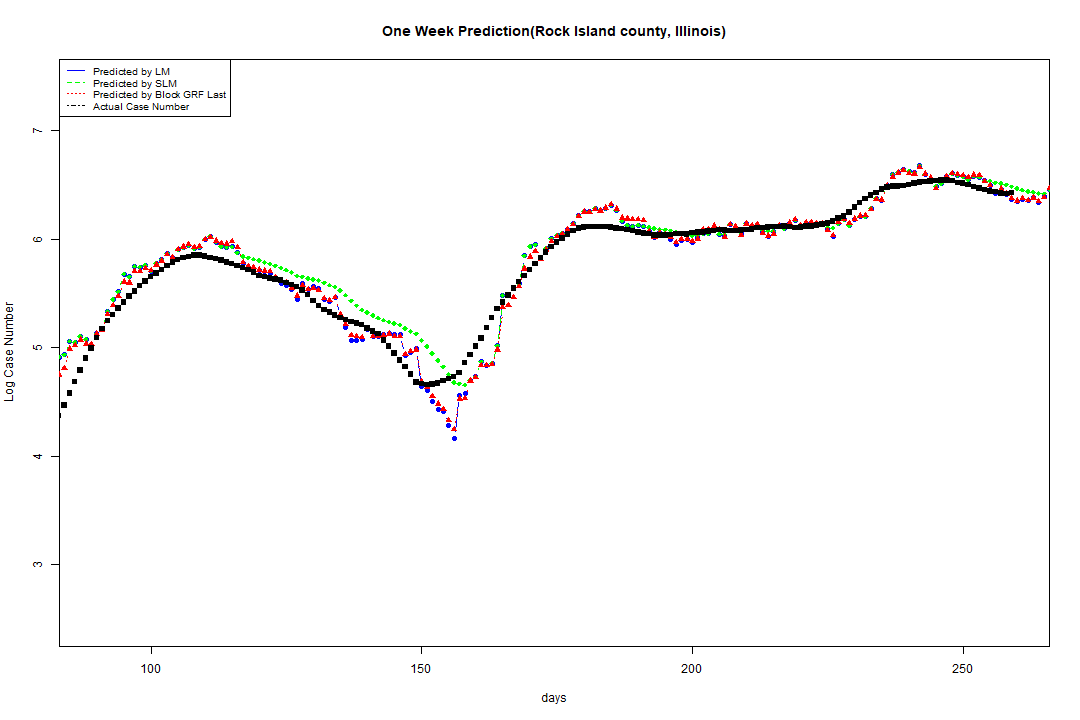 One Week Prediction(Rock Island county, Illinois)
Predicted by LM
Predicted by SLM
Predicted by Block GRF Last
Actual Case Number
7
6
5
4
3
Log Case Number
100 150 200 250
days